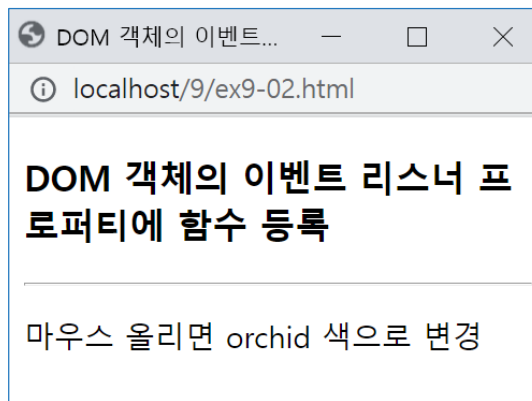 DOM 객체의 이벤트...
localhost/9/ex9-02.html
DOM 객체의 이벤트 리스너 프
로퍼티에 함수 등록
마우스 올리면 orchid 색으로 변경